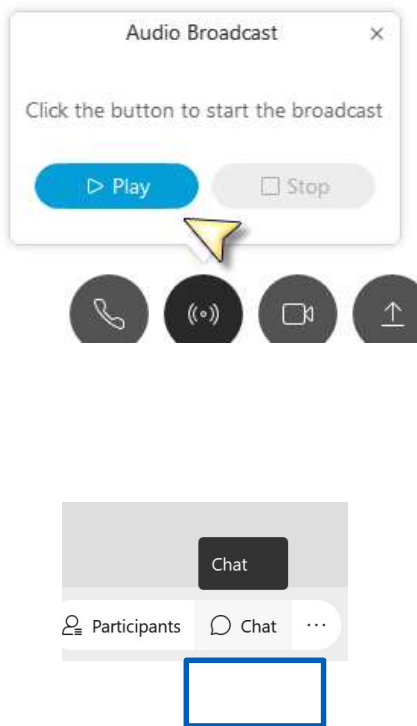 Audio Broadcast
Click the button to start the broadcast
Play Stop
Chat
Participants Chat ...